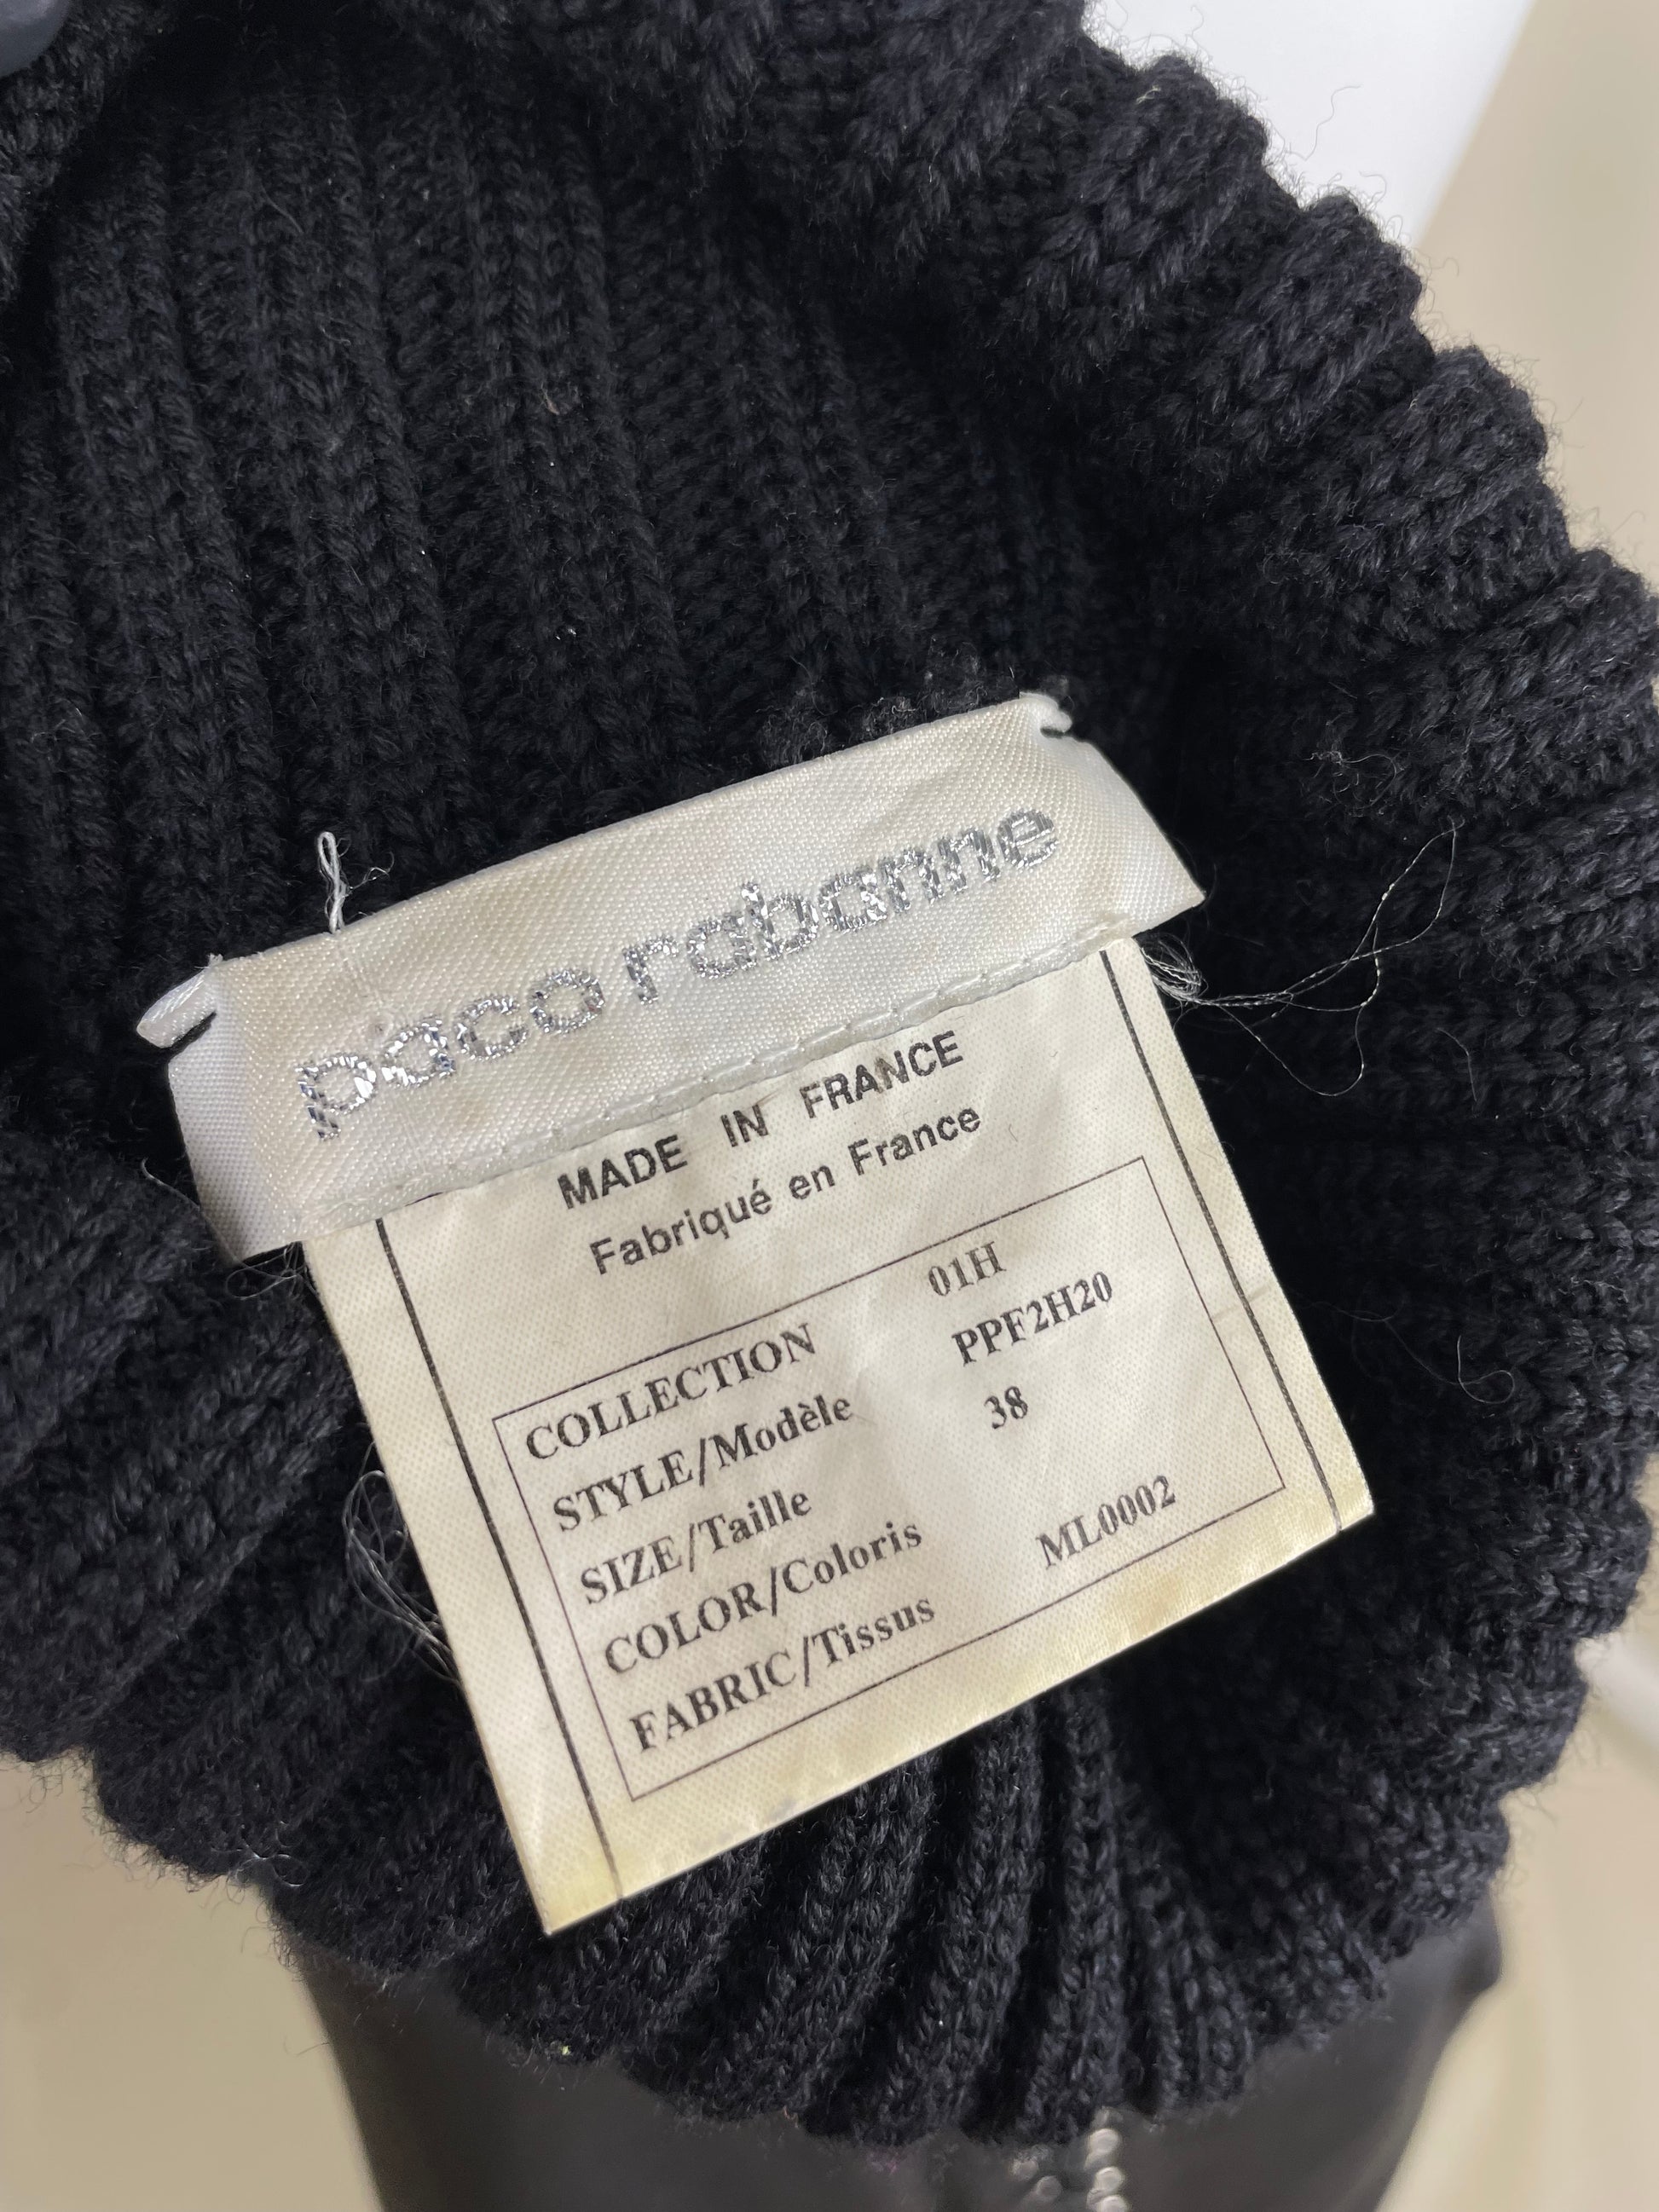 paco rabanne
MADE IN FRANCE
Fabriqué en France
COLLECTION 01H
STYLE/Modèle PPF2H20
SIZE/Taille 38
COLOR/Coloris
FABRIC/Tissus ML0002